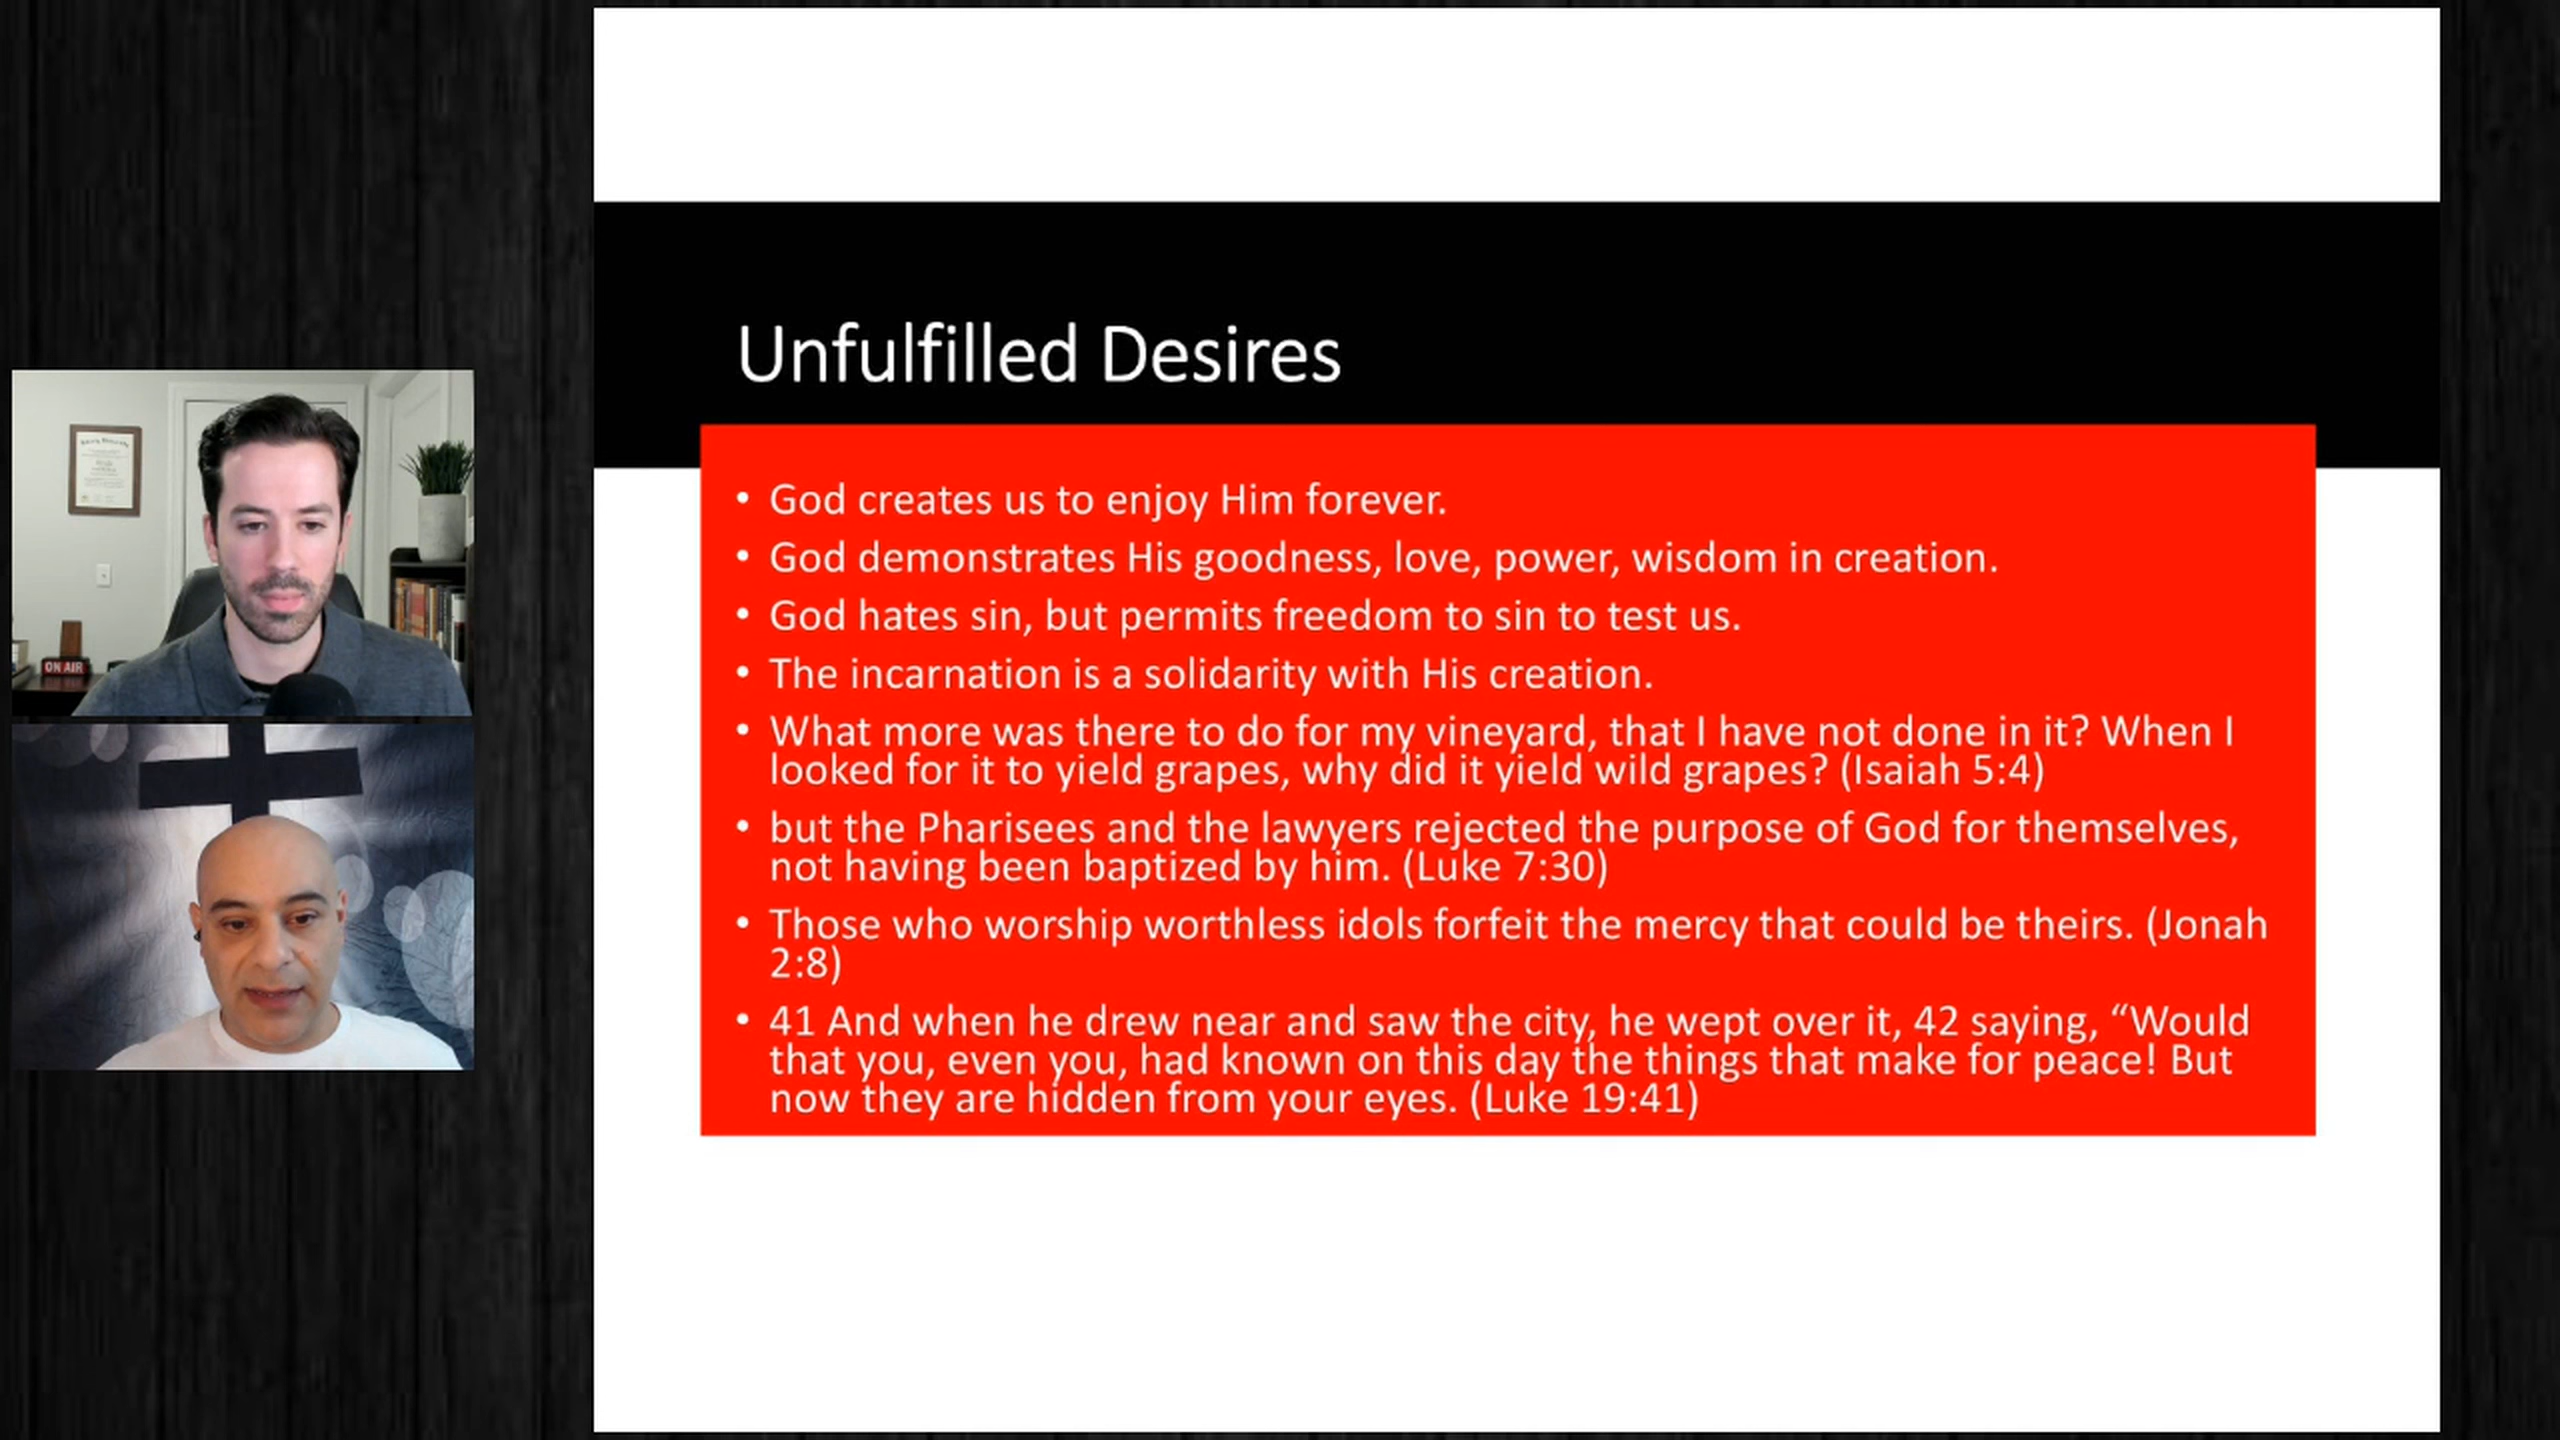 Unfulfilled Desires
• God creates us to enjoy Him forever.
• God demonstrates His goodness, love, power, wisdom in creation.
• God hates sin, but permits freedom to sin to test us.
• The incarnation is a solidarity with His creation.
• What more was there to do for my vineyard, that I have not done in it? When I
looked for it to yield grapes, why did it yield wild grapes? (Isaiah 5:4)
• but the Pharisees and the lawyers rejected the purpose of God for themselves,
not having been baptized by him. (Luke 7:30)
• Those who worship worthless idols forfeit the mercy that could be theirs. (Jonah
2:8)
• 41 And when he drew near and saw the city, he wept over it, 42 saying, “Would
that you, even you, had known on this day the things that make for peace! But
now they are hidden from your eyes. (Luke 19:41)
ON AIR